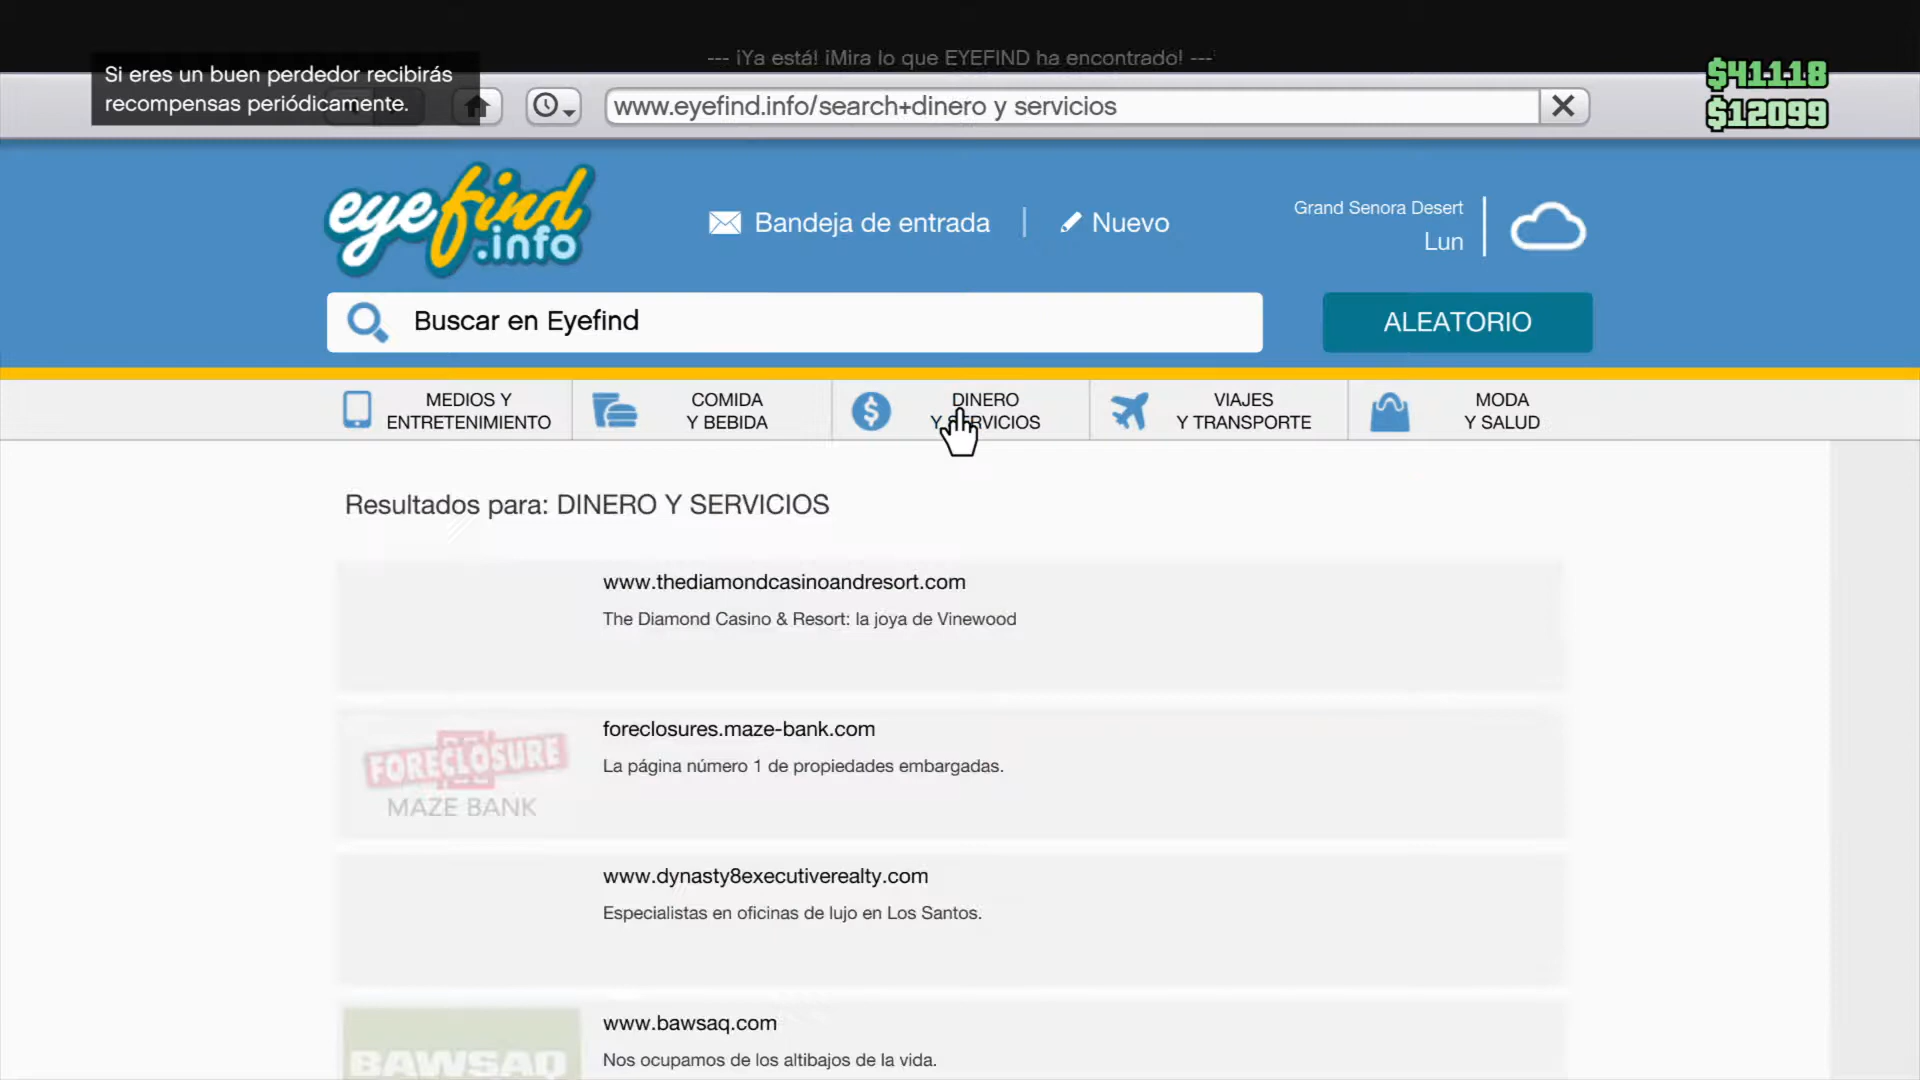 --- ¡Ya está! ¡Mira lo que EYEFIND ha encontrado! ---
Si eres un buen perdedor recibirás
recompensas periódicamente.
www.eyefind.info/search+dinero y servicios
$41118
$12099
eyefind
.info
Bandeja de entrada
Nuevo
Grand Senora Desert
Lun
Buscar en Eyefind
ALEATORIO
MEDIOS Y
ENTRETENIMIENTO
COMIDA
Y BEBIDA
DINERO
Y SERVICIOS
VIAJES
Y TRANSPORTE
MODA
Y SALUD
Resultados para: DINERO Y SERVICIOS
www.thediamondcasinoandresort.com
The Diamond Casino & Resort: la joya de Vinewood
FORECLOSURE
MAZE BANK
foreclosures.maze-bank.com
La página número 1 de propiedades embargadas.
www.dynasty8executiverealty.com
Especialistas en oficinas de lujo en Los Santos.
BAWSAQ
www.bawsaq.com
Nos ocupamos de los altibajos de la vida.